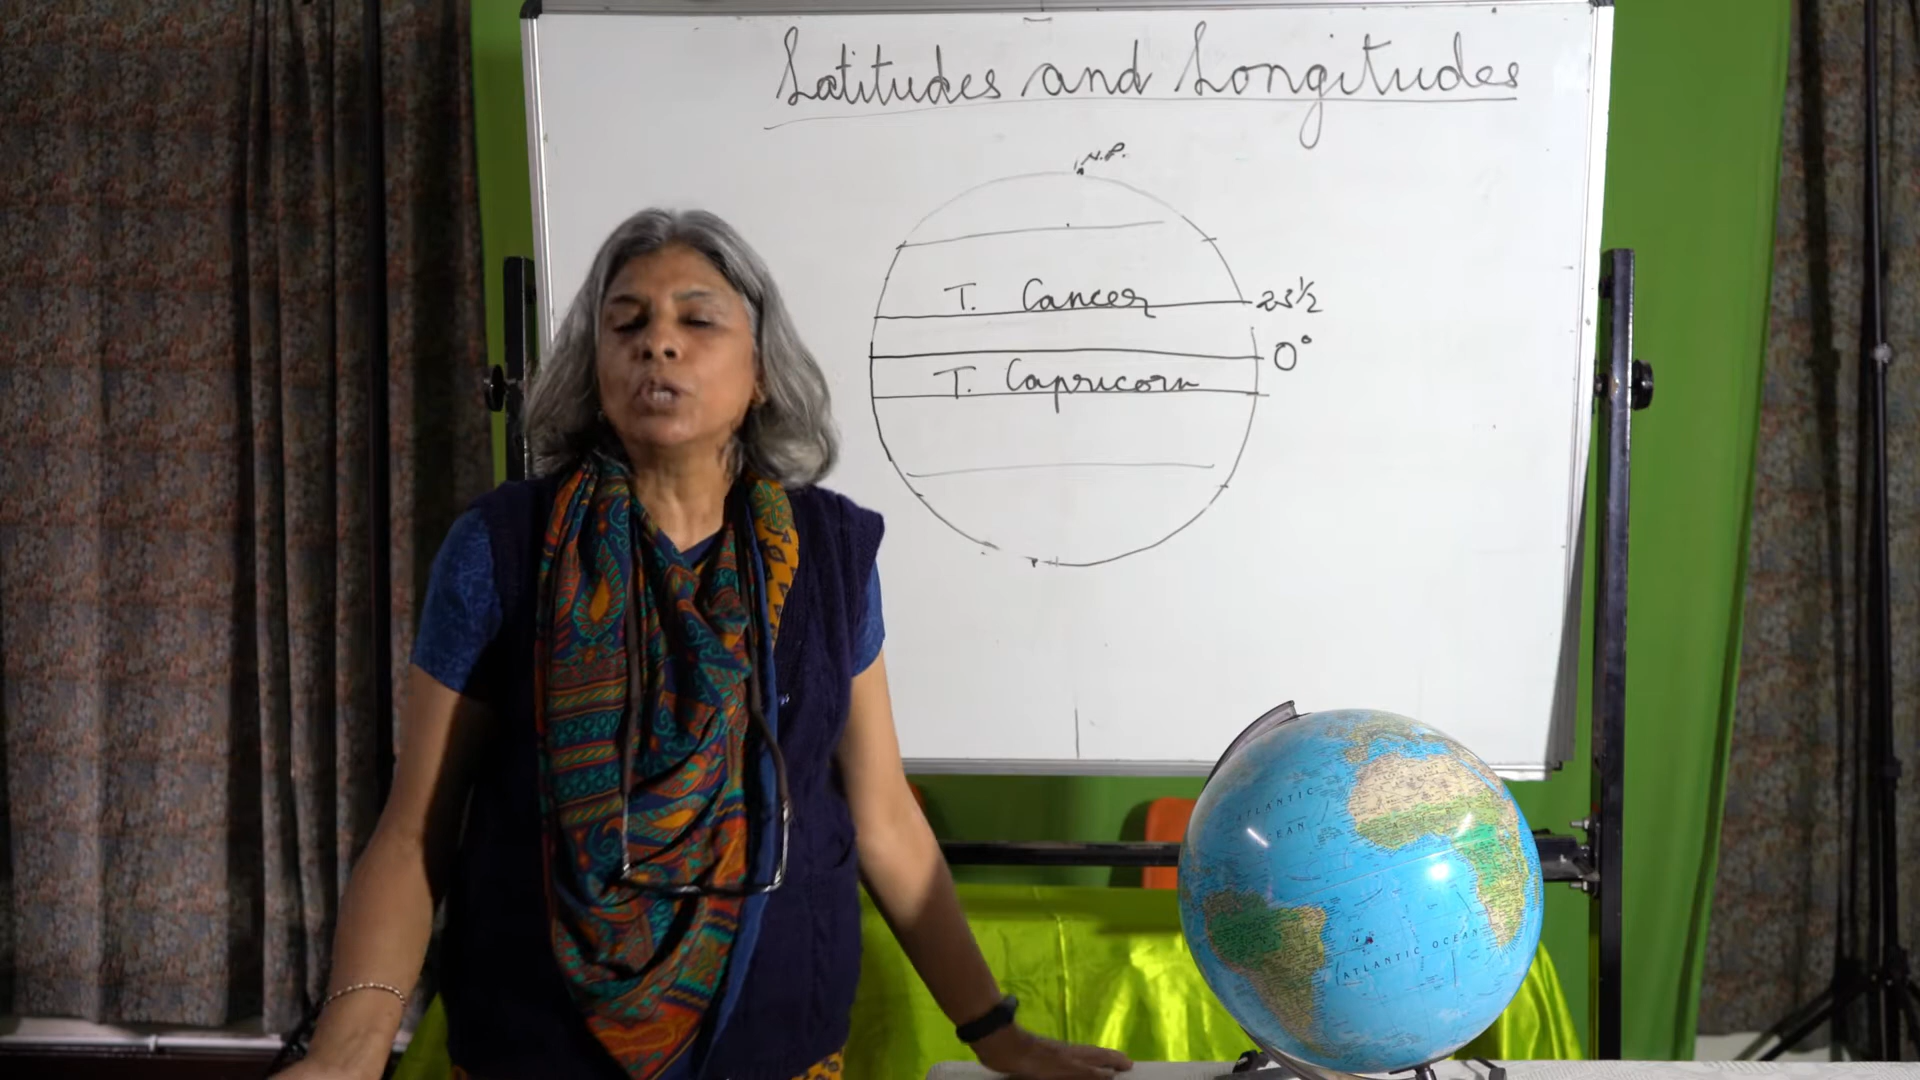 Latitudes and Longitudes
N.P.
T. Cancer 23½
0°
T. Capricorn
ATLANTIC
OCEAN
ATLANTIC OCEAN